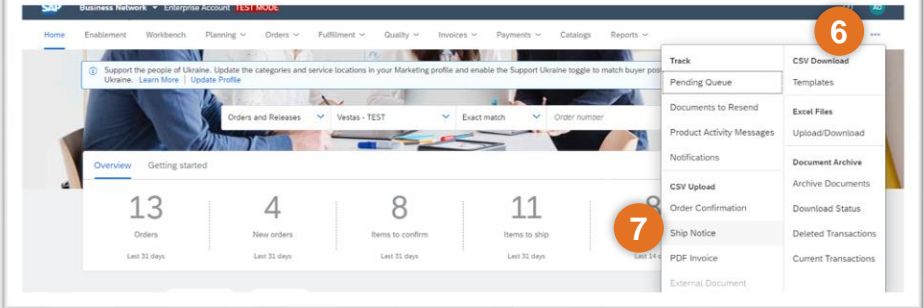 SAP Business Network Enterprise Account TEST MODE
AD
6
Home Enablement Workbench Planning Orders Fulfillment Quality Invoices Payments Catalogs Reports ...
Support the people of Ukraine. Update the categories and service locations in your Marketing profile and enable the Support Ukraine toggle to match buyer
Ukraine. Learn More | Update Profile
Orders and Releases Vestas - TEST Exact match Order number
Overview Getting started
13 4 8 11
Orders New orders Items to confirm Items to ship
Last 31 days Last 31 days Last 31 days Last 31 days Last 14
7
Track
Pending Queue
Documents to Resend
Product Activity Messages
Notifications
CSV Upload
Order Confirmation
Ship Notice
PDF Invoice
External Document
CSV Download
Templates
Excel Files
Upload/Download
Document Archive
Archive Documents
Download Status
Deleted Transactions
Current Transactions